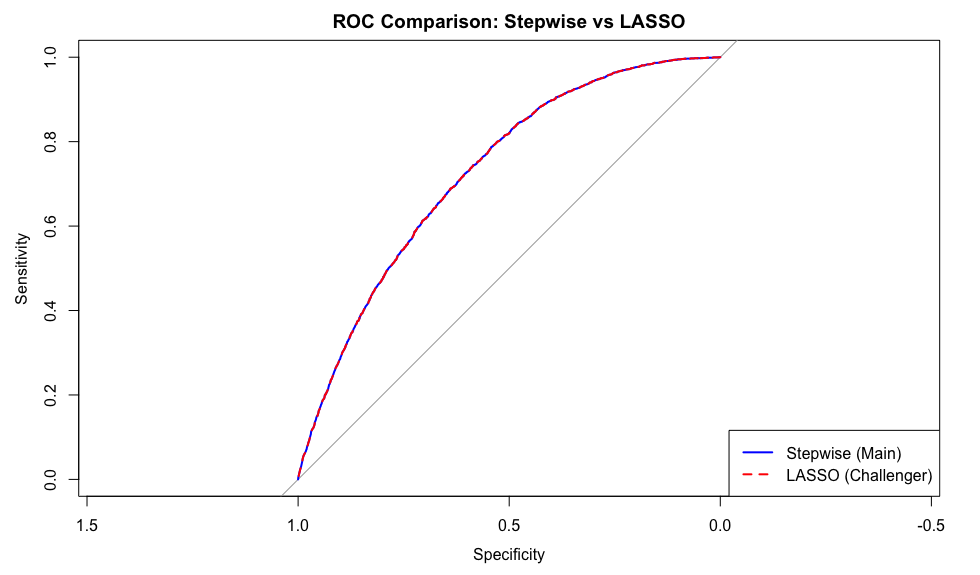 ROC Comparison: Stepwise vs LASSO
1.0
0.8
0.6
0.4
0.2
0.0
Sensitivity
Stepwise (Main)
LASSO (Challenger)
1.5 1.0 0.5 0.0 -0.5
Specificity